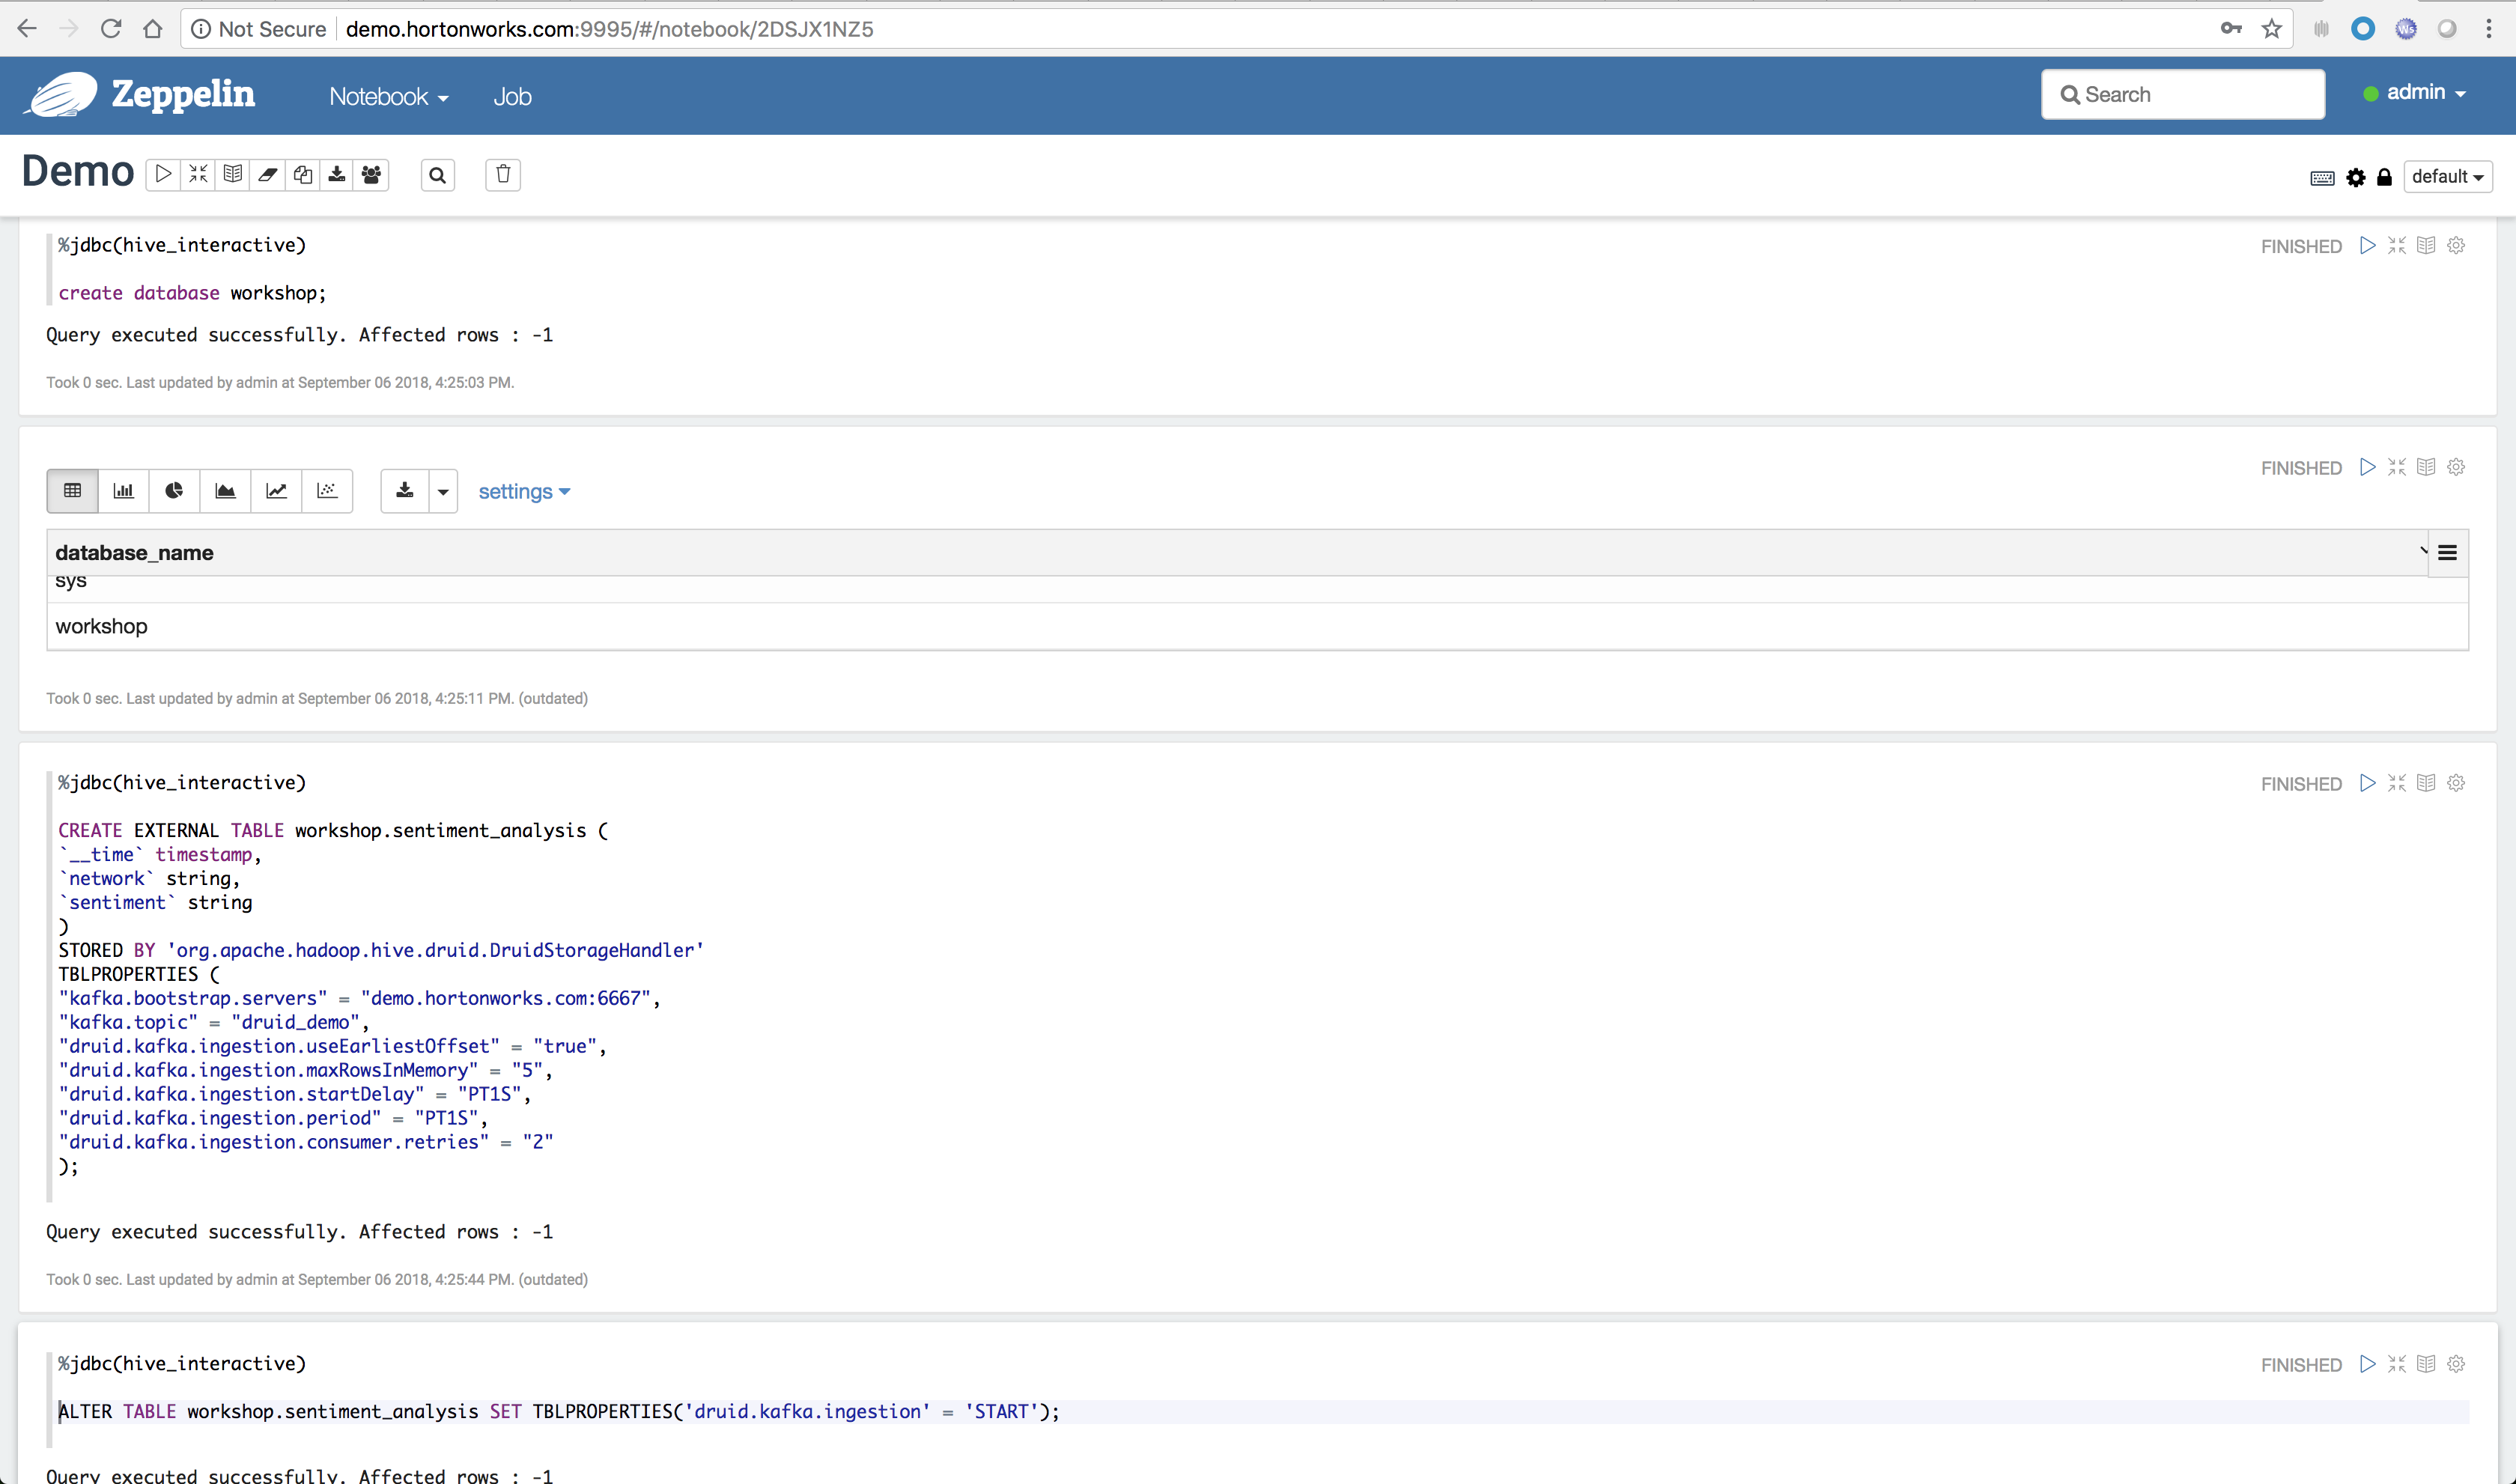 Not Secure demo.hortonworks.com:9995/#/notebook/2DSJX1NZ5
Zeppelin Notebook Job Search admin
Demo default
%jdbc(hive_interactive) FINISHED
create database workshop;
Query executed successfully. Affected rows : -1
Took 0 sec. Last updated by admin at September 06 2018, 4:25:03 PM.
FINISHED
settings
database_name
sys
workshop
Took 0 sec. Last updated by admin at September 06 2018, 4:25:11 PM. (outdated)
%jdbc(hive_interactive) FINISHED
CREATE EXTERNAL TABLE workshop.sentiment_analysis (
`__time` timestamp,
`network` string,
`sentiment` string
)
STORED BY 'org.apache.hadoop.hive.druid.DruidStorageHandler'
TBLPROPERTIES (
"kafka.bootstrap.servers" = "demo.hortonworks.com:6667",
"kafka.topic" = "druid_demo",
"druid.kafka.ingestion.useEarliestOffset" = "true",
"druid.kafka.ingestion.maxRowsInMemory" = "5",
"druid.kafka.ingestion.startDelay" = "PT1S",
"druid.kafka.ingestion.period" = "PT1S",
"druid.kafka.ingestion.consumer.retries" = "2"
);
Query executed successfully. Affected rows : -1
Took 0 sec. Last updated by admin at September 06 2018, 4:25:44 PM. (outdated)
%jdbc(hive_interactive) FINISHED
ALTER TABLE workshop.sentiment_analysis SET TBLPROPERTIES('druid.kafka.ingestion' = 'START');
Query executed successfully. Affected rows : -1